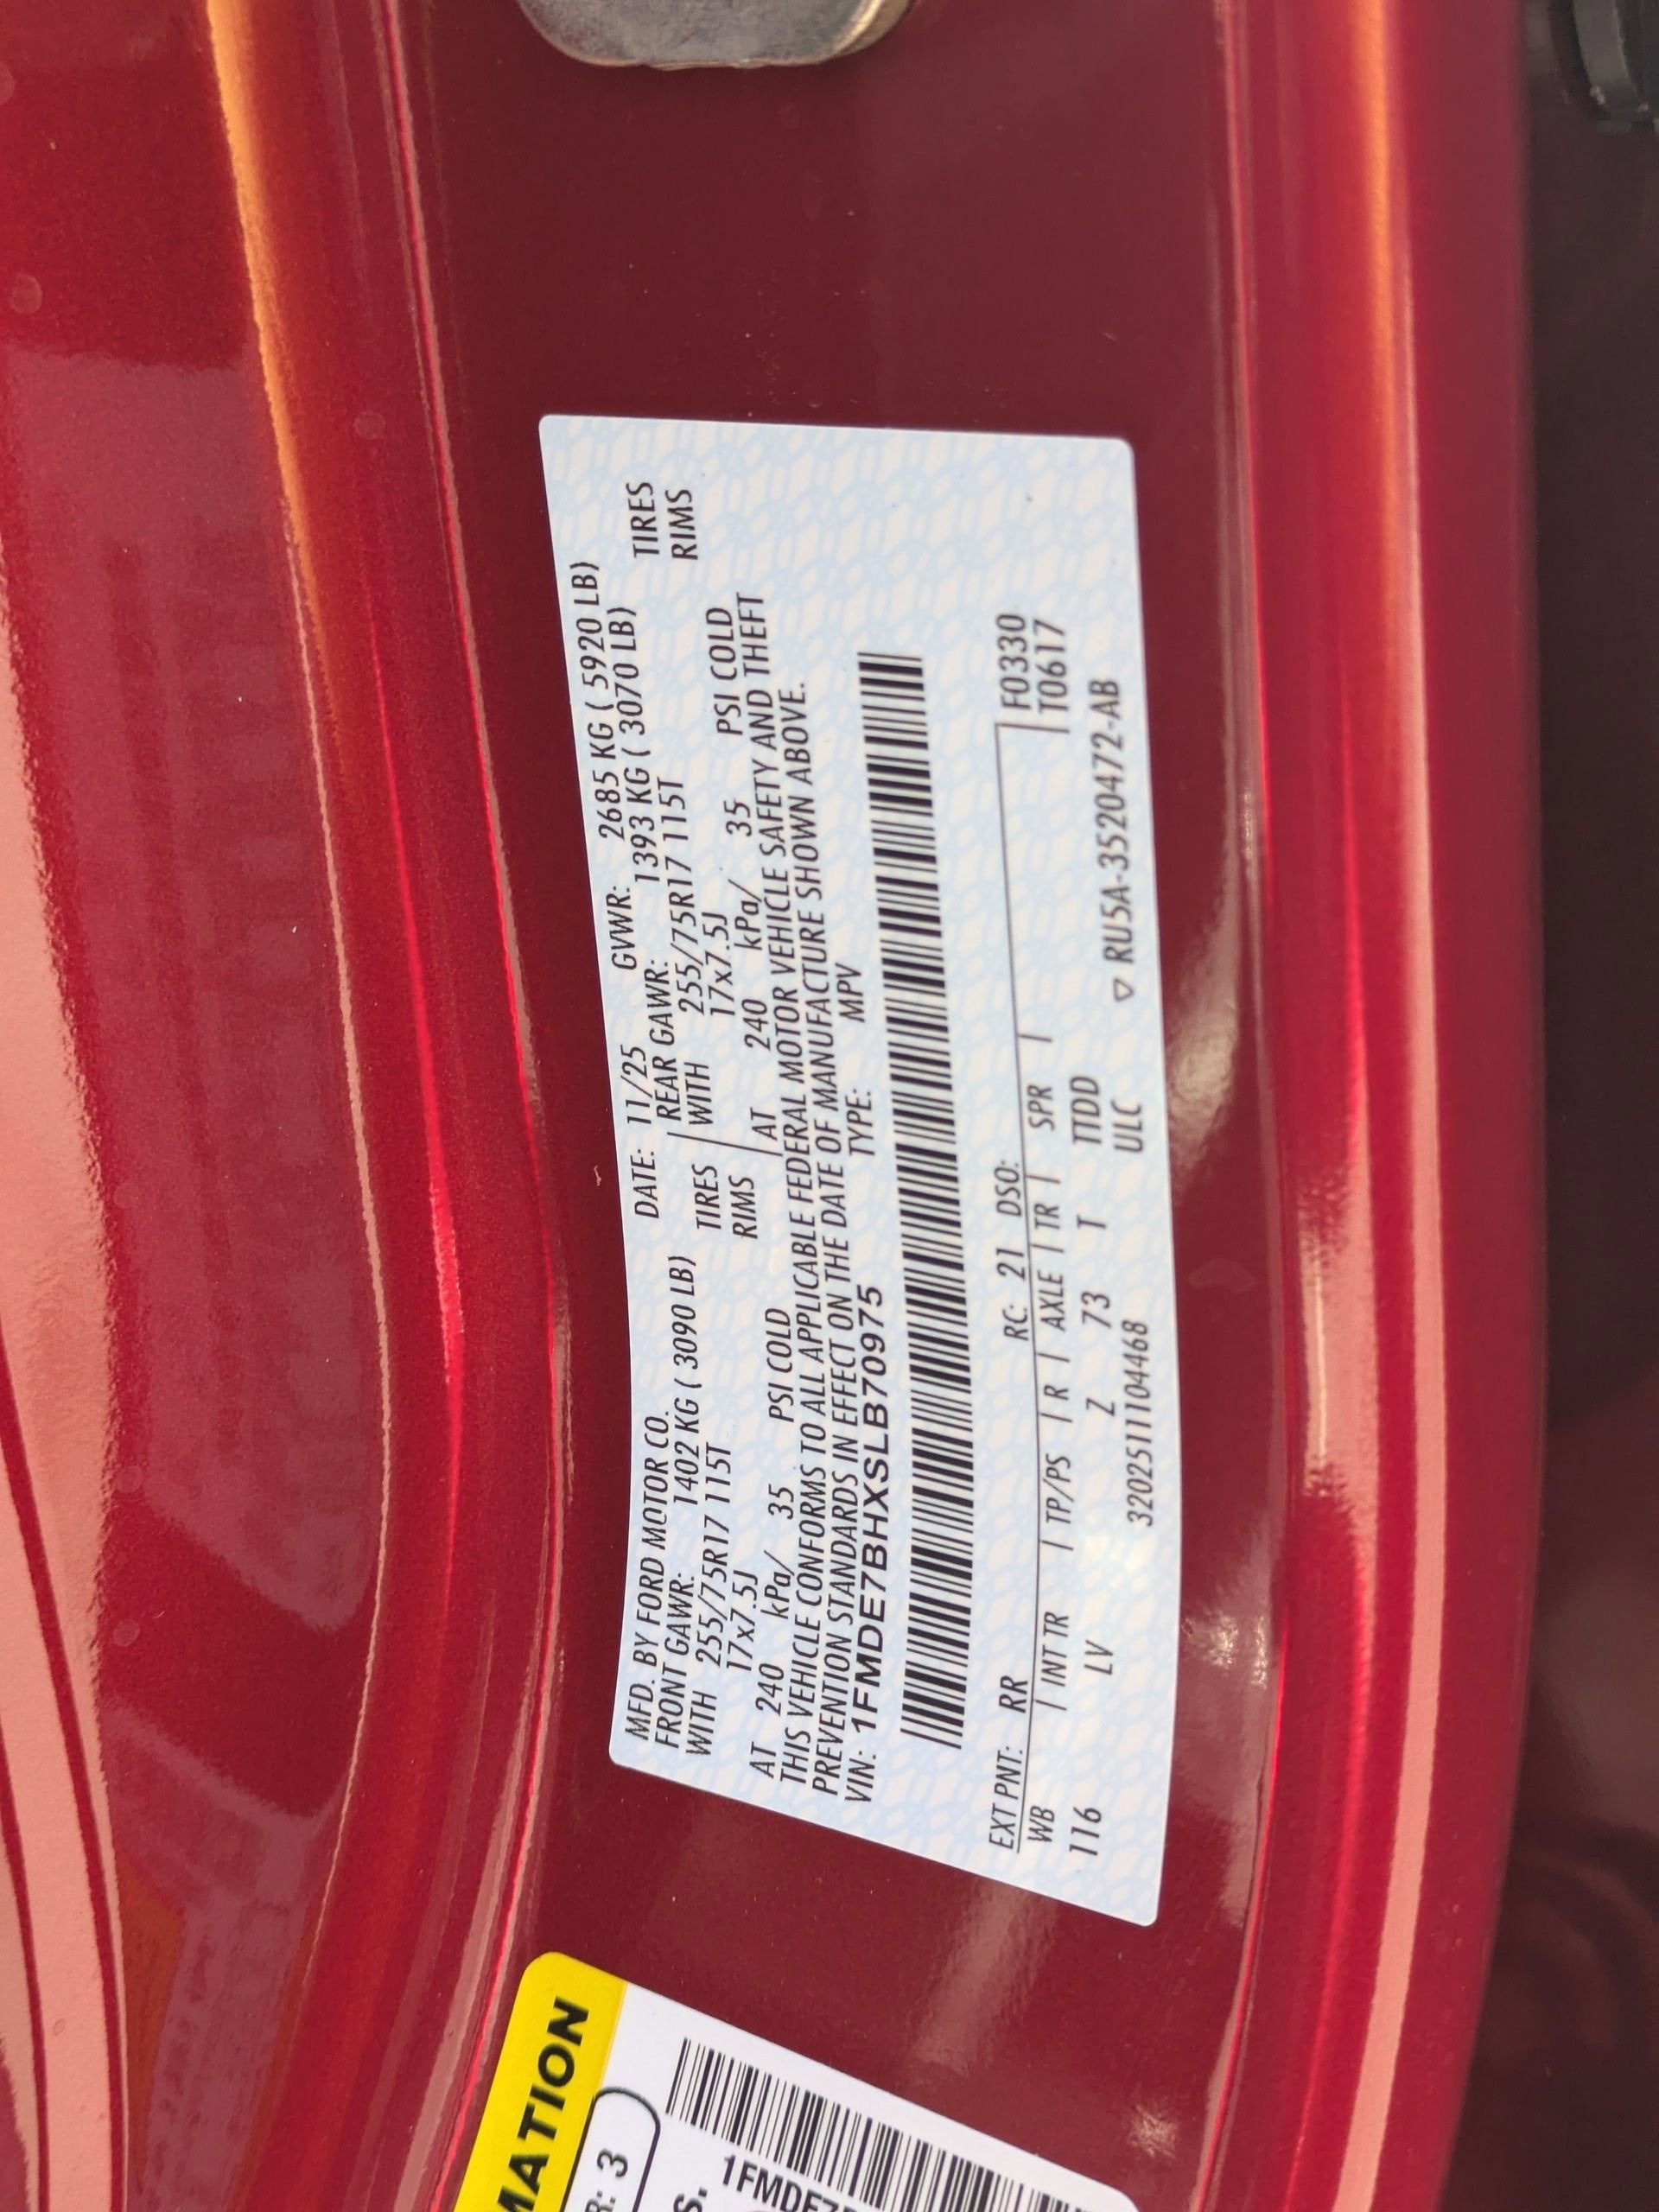 MFD. BY FORD MOTOR CO. DATE: 11/25 GVWR: 2685 KG ( 5920 LB)
FRONT GAWR: 1402 KG ( 3090 LB) REAR GAWR: 1393 KG ( 3070 LB)
WITH 255/75R17 115T TIRES WITH 255/75R17 115T TIRES
17x7.5J RIMS 17x7.5J RIMS
AT 240 kPa/ 35 PSI COLD AT 240 kPa/ 35 PSI COLD
THIS VEHICLE CONFORMS TO ALL APPLICABLE FEDERAL MOTOR VEHICLE SAFETY AND THEFT
PREVENTION STANDARDS IN EFFECT ON THE DATE OF MANUFACTURE SHOWN ABOVE.
VIN: 1FMDE7BHXSLB70975 TYPE: MPV
EXT PNT: RR RC: 21 DSO: F0330
WB | INT TR | TP/PS | R | AXLE | TR | SPR | T0617
116 LV Z 73 T TTDD
3202511104468 ULC ▽ RU5A-3520472-AB
MATION
R: 3
S.
1FMDE7